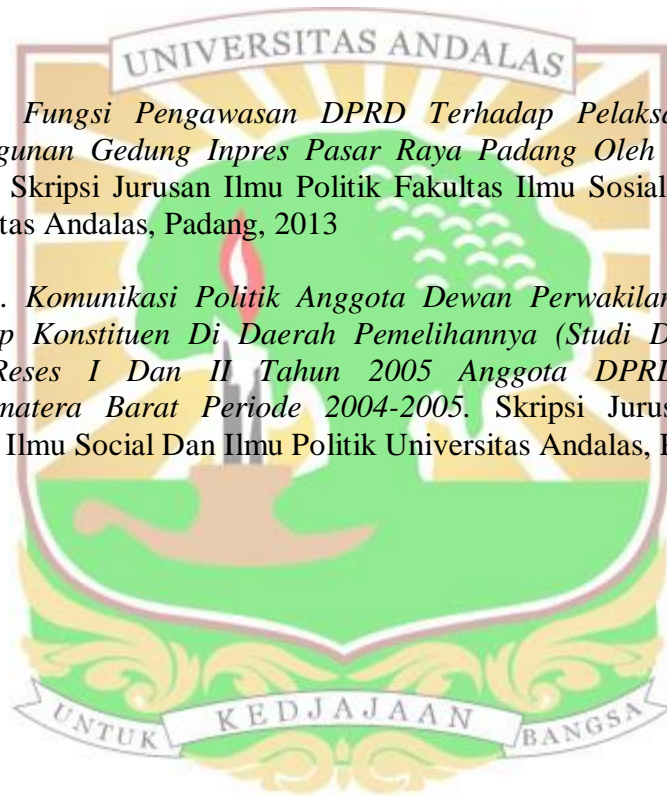 UNIVERSITAS ANDALAS
Fungsi Pengawasan DPRD Terhadap Pelaksa
gunan Gedung Inpres Pasar Raya Padang Oleh
Skripsi Jurusan Ilmu Politik Fakultas Ilmu Sosial
tas Andalas, Padang, 2013
. Komunikasi Politik Anggota Dewan Perwakilan
p Konstituen Di Daerah Pemelihannya (Studi D
Reses I Dan II Tahun 2005 Anggota DPRD
matera Barat Periode 2004-2005. Skripsi Jurus
Ilmu Social Dan Ilmu Politik Universitas Andalas, P
UNTUK KEDJAJAAN BANGSA